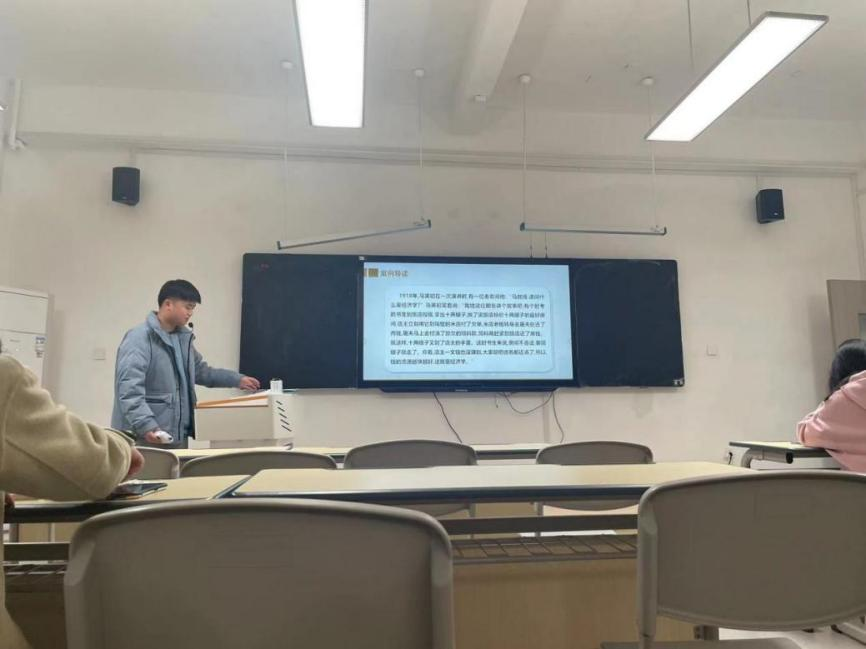 案例导读
1918年,马寅初在一次演讲时,有一位老农问他:“马教授,请问什
么是经济学?”马寅初笑着说:“我给这位朋友讲个故事吧:有个赶考
的书生到旅店投宿,拿出十两银子,挑了该旅店标价十两银子的最好房
间,店主立刻用它到隔壁的米店付了欠单,米店老板转身去屠夫处还了
肉钱,屠夫马上去付清了赊欠的饲料款,饲料商赶紧到旅店还了房钱。
就这样,十两银子又到了店主的手里。这时书生来说,房间不合适,要回
银子就走了。你看,店主一文钱也没赚到,大家却把债务都还清了,所以,
钱的流通越快越好,这就是经济学。”